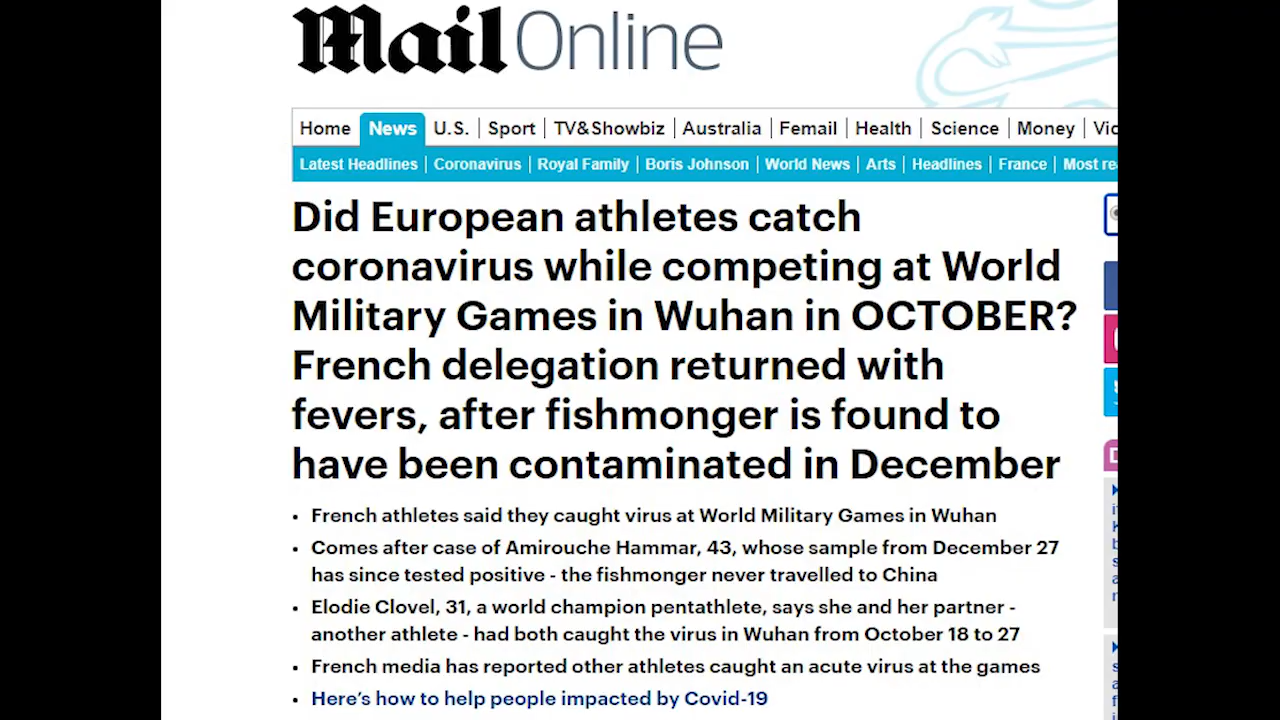 Mail Online
Home News U.S. Sport TV&Showbiz Australia Femail Health Science Money
Latest Headlines Coronavirus Royal Family Boris Johnson World News Arts Headlines France Most
Did European athletes catch
coronavirus while competing at World
Military Games in Wuhan in OCTOBER?
French delegation returned with
fevers, after fishmonger is found to
have been contaminated in December
• French athletes said they caught virus at World Military Games in Wuhan
• Comes after case of Amirouche Hammar, 43, whose sample from December 27
has since tested positive - the fishmonger never travelled to China
• Elodie Clovel, 31, a world champion pentathlete, says she and her partner -
another athlete - had both caught the virus in Wuhan from October 18 to 27
• French media has reported other athletes caught an acute virus at the games
• Here's how to help people impacted by Covid-19